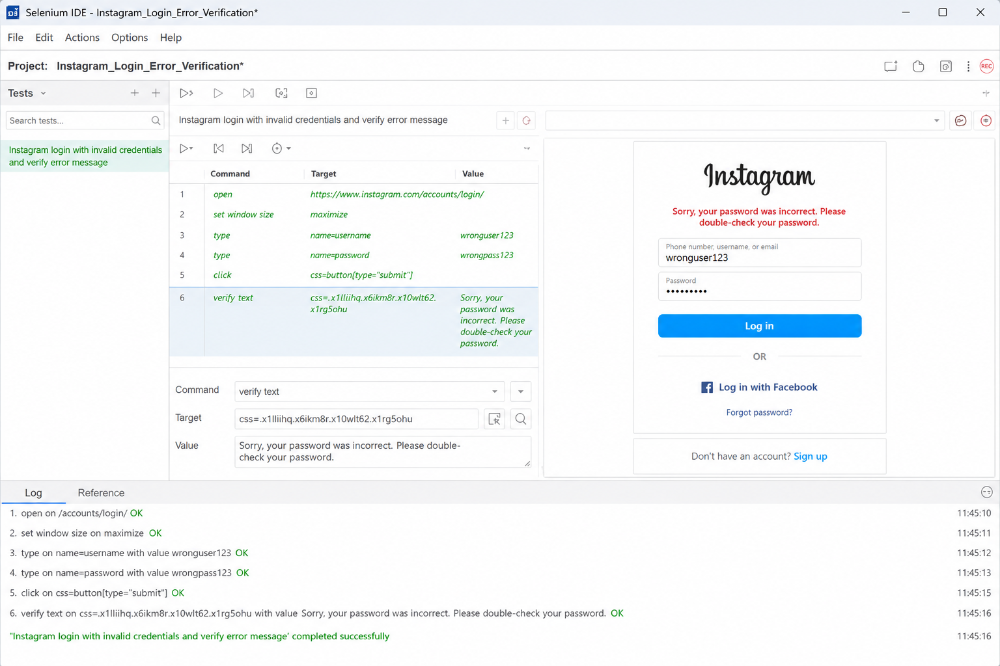 Selenium IDE - Instagram_Login_Error_Verification*
File Edit Actions Options Help
Project: Instagram_Login_Error_Verification*
REC
Tests
Search tests...
Instagram login with invalid credentials
and verify error message
Instagram login with invalid credentials and verify error message
Command Target Value
1 open https://www.instagram.com/accounts/login/
2 set window size maximize
3 type name=username wronguser123
4 type name=password wrongpass123
5 click css=button[type="submit"]
6 verify text css=.x1lliihq.x6ikm8r.x10wlt62. Sorry, your
x1rg5ohu password was
incorrect. Please
double-check your
password.
Command verify text
Target css=.x1lliihq.x6ikm8r.x10wlt62.x1rg5ohu
Value Sorry, your password was incorrect. Please double-
check your password.
Instagram
Sorry, your password was incorrect. Please
double-check your password.
Phone number, username, or email
wronguser123
Password
•••••••••
Log in
OR
Log in with Facebook
Forgot password?
Don't have an account? Sign up
Log Reference
1. open on /accounts/login/ OK 11:45:10
2. set window size on maximize OK 11:45:11
3. type on name=username with value wronguser123 OK 11:45:12
4. type on name=password with value wrongpass123 OK 11:45:13
5. click on css=button[type="submit"] OK 11:45:15
6. verify text on css=.x1lliihq.x6ikm8r.x10wlt62.x1rg5ohu with value Sorry, your password was incorrect. Please double-check your password. OK 11:45:16
"Instagram login with invalid credentials and verify error message' completed successfully 11:45:16